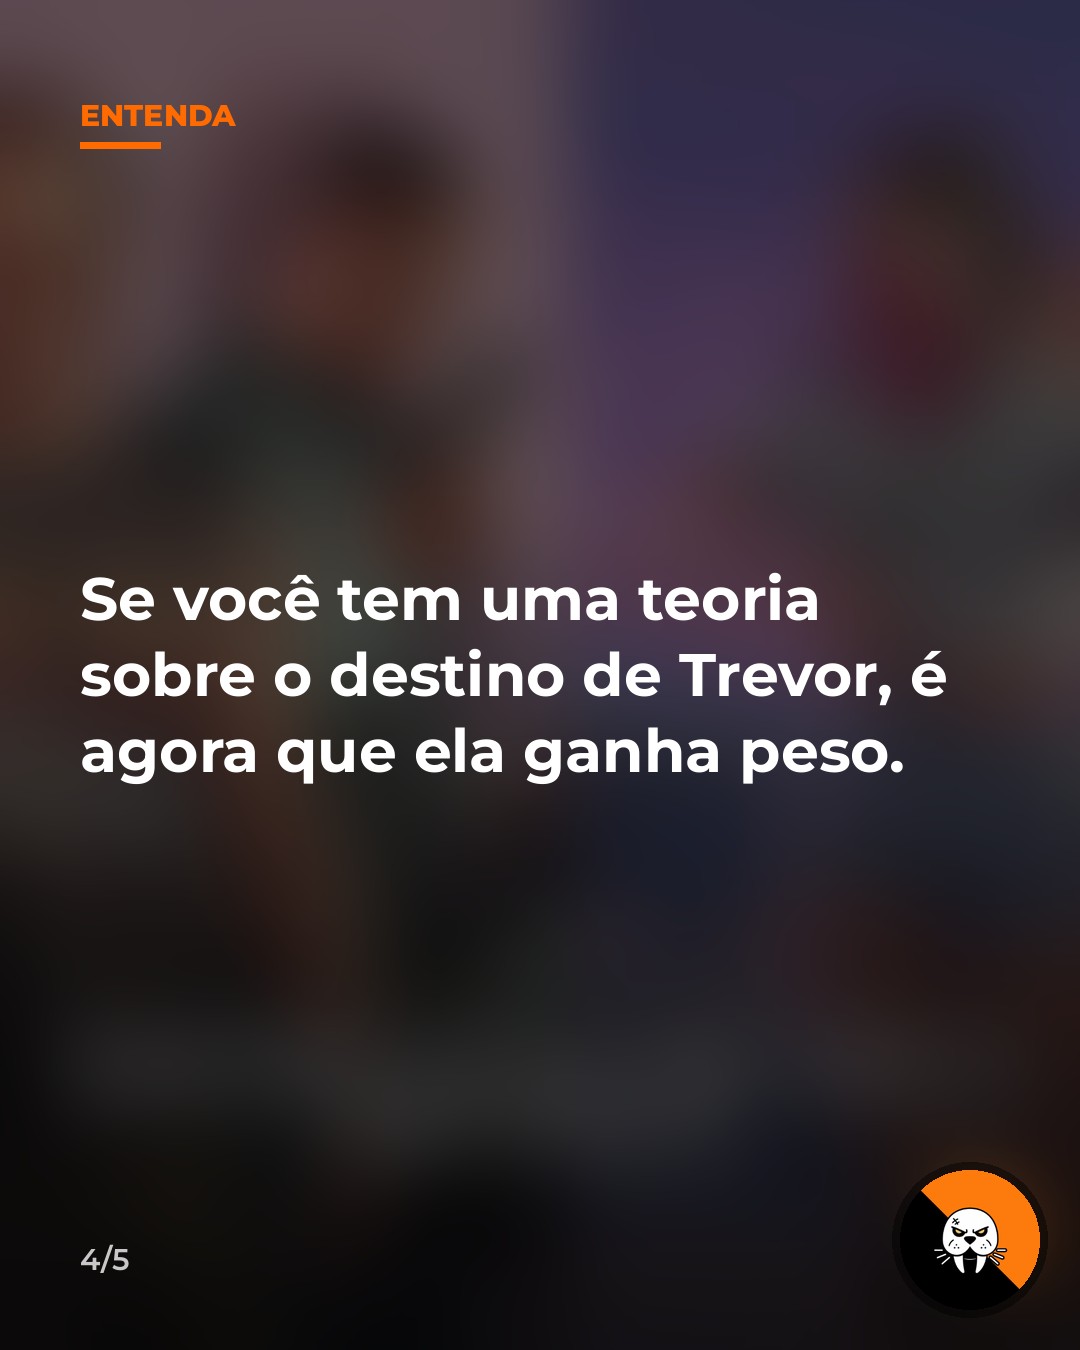 ENTENDA
Se você tem uma teoria
sobre o destino de Trevor, é
agora que ela ganha peso.
4/5